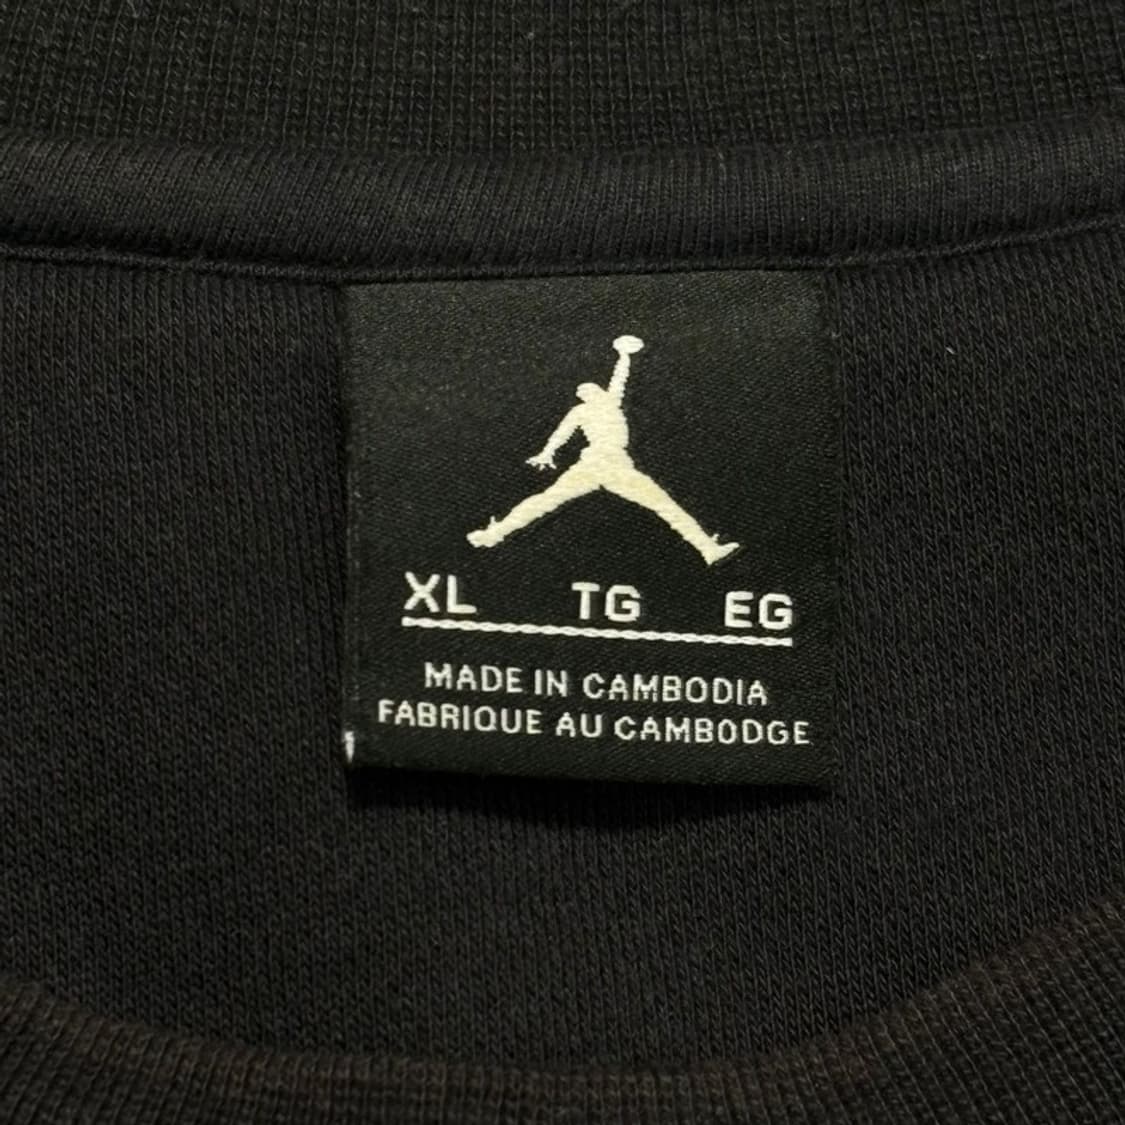 XL TG EG
MADE IN CAMBODIA
FABRIQUE AU CAMBODGE